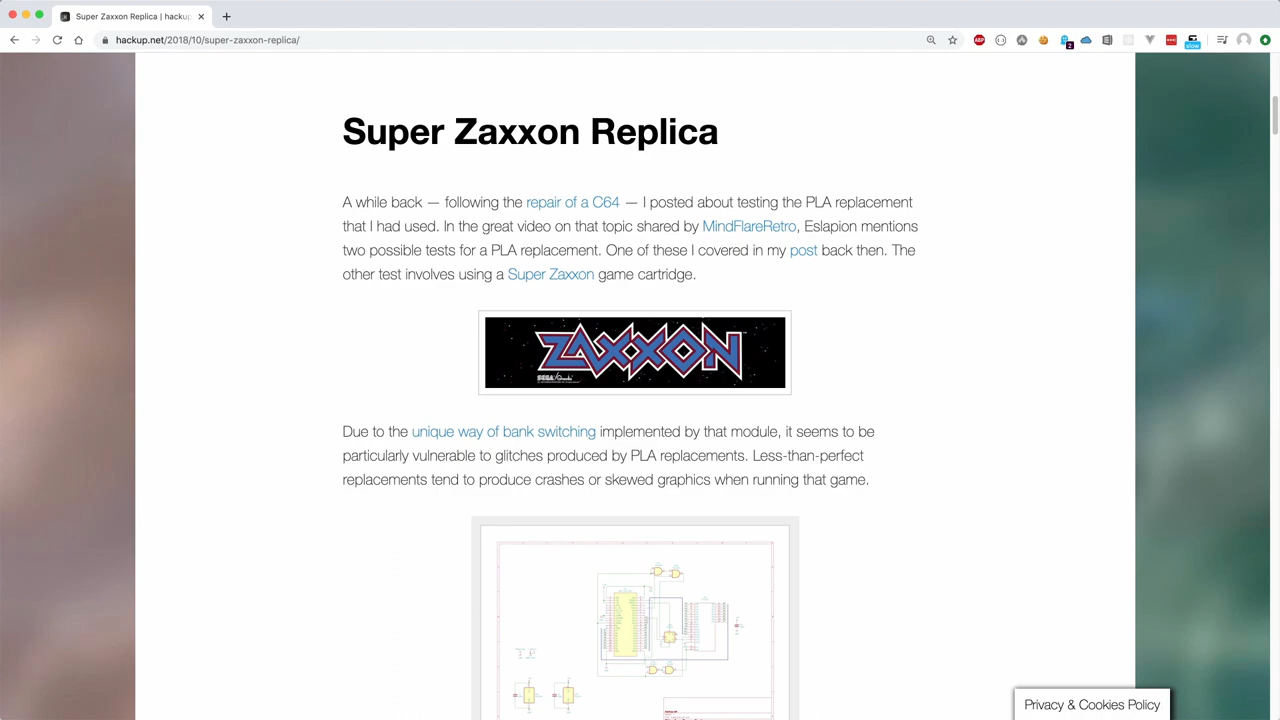 Super Zaxxon Replica | hackup
hackup.net/2018/10/super-zaxxon-replica/
ABP
2
slow
Super Zaxxon Replica
A while back — following the repair of a C64 — I posted about testing the PLA replacement
that I had used. In the great video on that topic shared by MindFlareRetro, Eslapion mentions
two possible tests for a PLA replacement. One of these I covered in my post back then. The
other test involves using a Super Zaxxon game cartridge.
ZAXXON
SEGA
Due to the unique way of bank switching implemented by that module, it seems to be
particularly vulnerable to glitches produced by PLA replacements. Less-than-perfect
replacements tend to produce crashes or skewed graphics when running that game.
Privacy & Cookies Policy